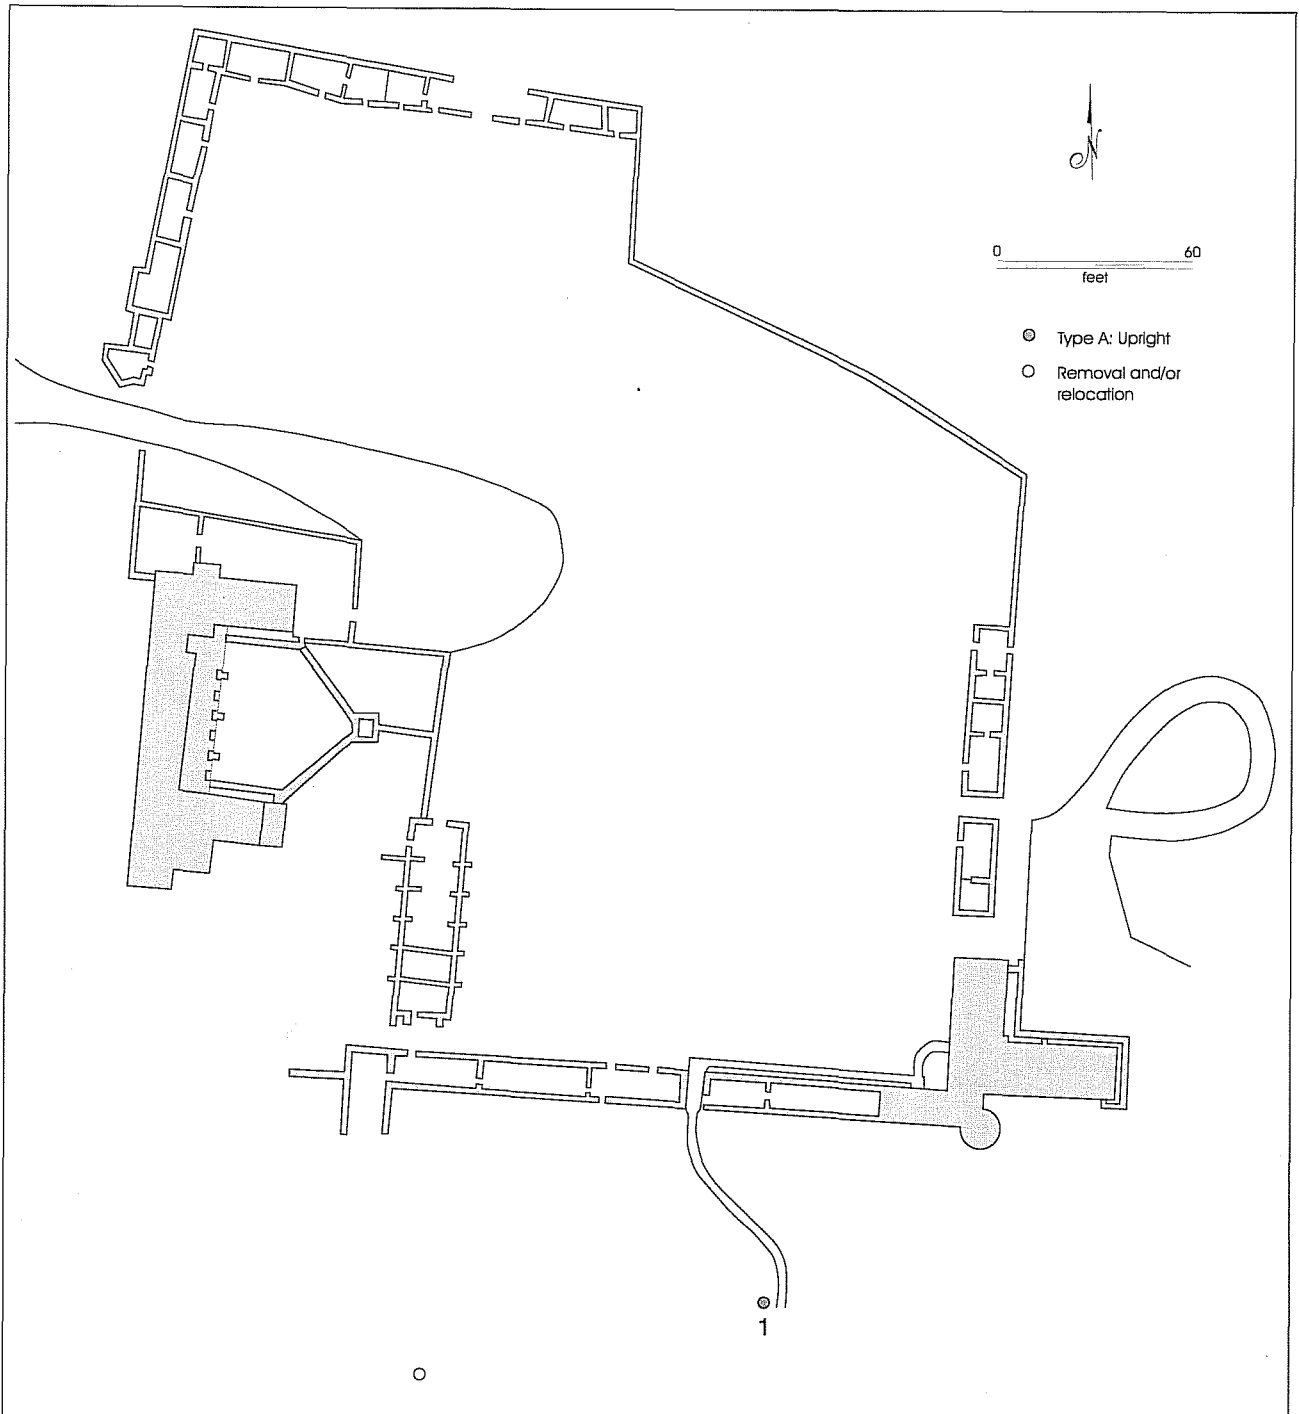 N
0 60
feet
Type A: Upright
Removal and/or
relocation
1